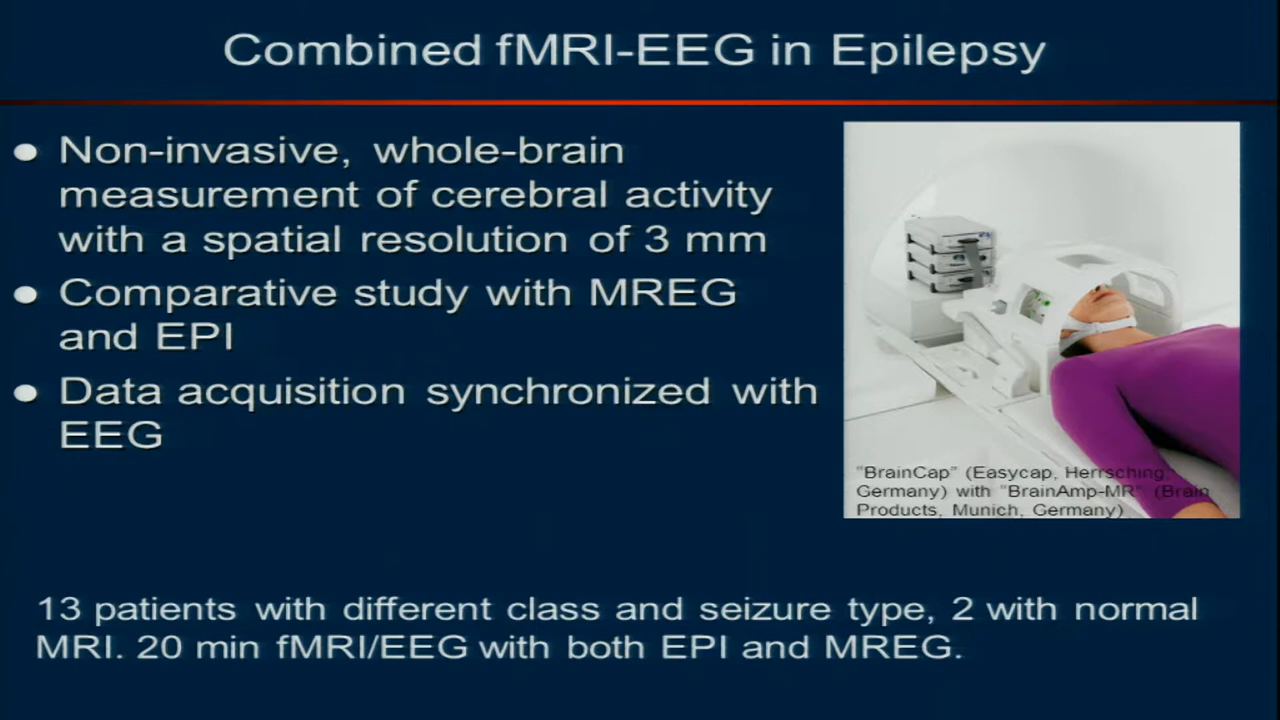 Combined fMRI-EEG in Epilepsy
Non-invasive, whole-brain
measurement of cerebral activity
with a spatial resolution of 3 mm
Comparative study with MREG
and EPI
Data acquisition synchronized with
EEG
"BrainCap" (Easycap, Herrsching,
Germany) with "BrainAmp-MR" (Brain
Products, Munich, Germany)
13 patients with different class and seizure type, 2 with normal
MRI. 20 min fMRI/EEG with both EPI and MREG.